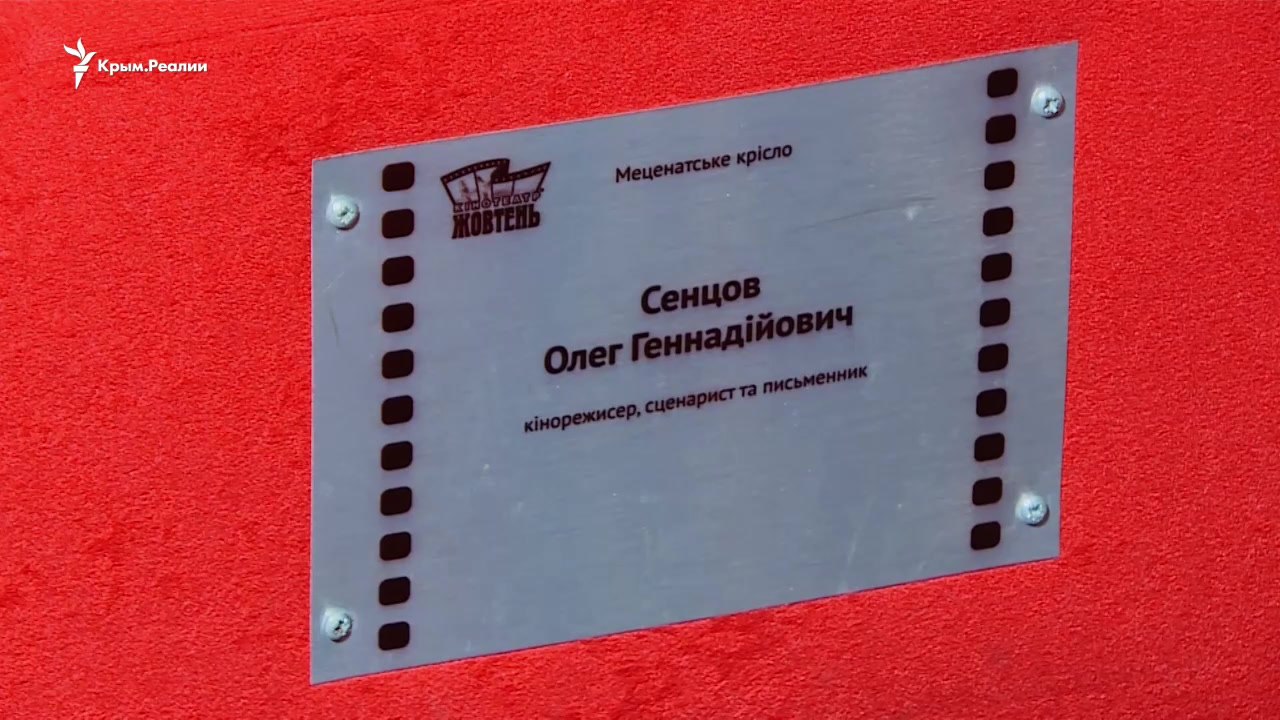 Крым.Реалии
КІНОТЕАТР
ЖОВТЕНЬ
Меценатське крісло
Сенцов
Олег Геннадійович
кінорежисер, сценарист та письменник